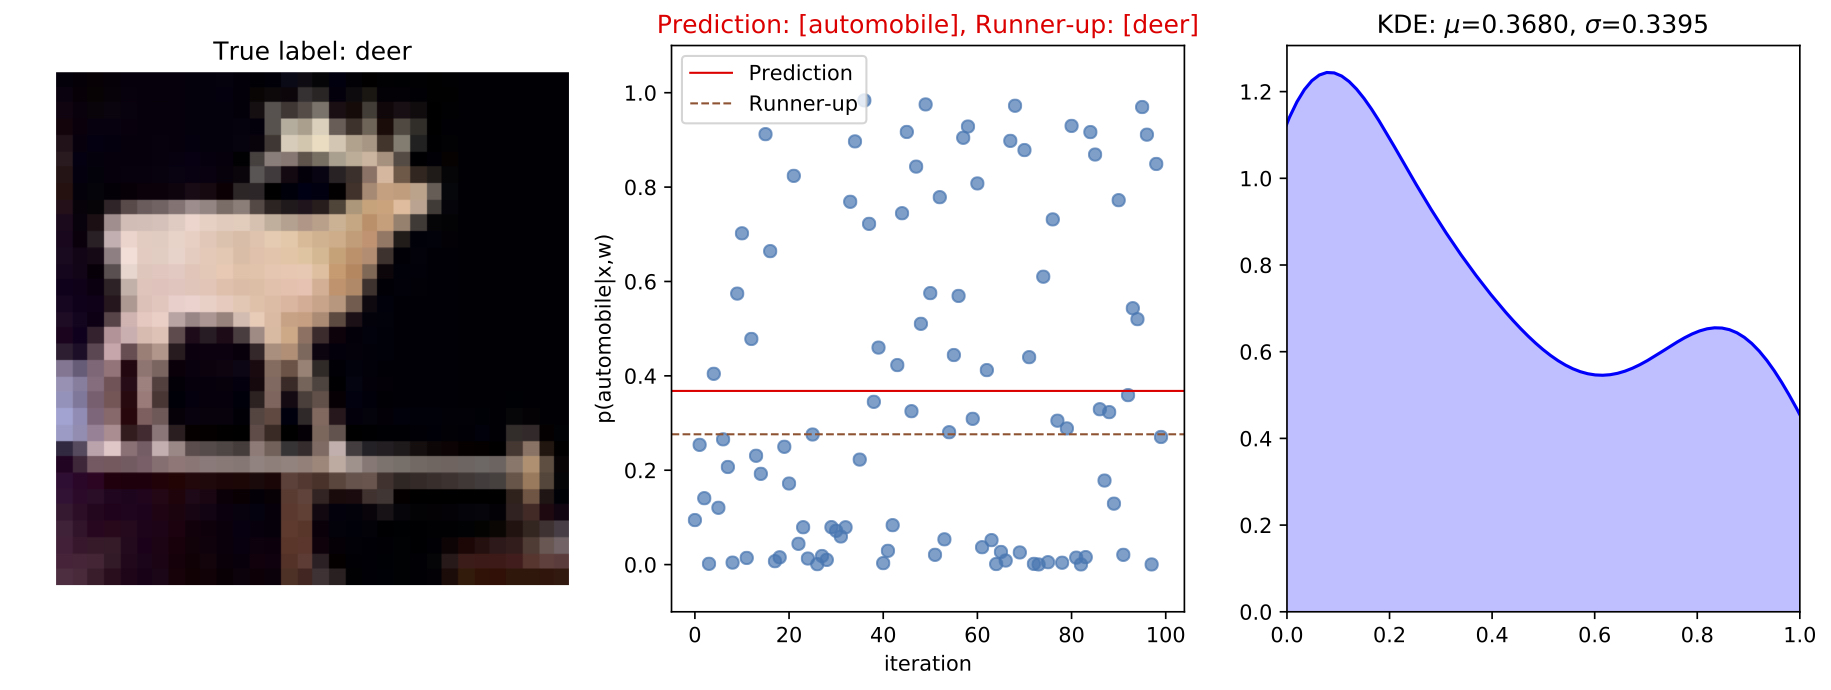 True label: deer
Prediction: [automobile], Runner-up: [deer]
Prediction
Runner-up
p(automobile|x,w)
1.0
0.8
0.6
0.4
0.2
0.0
0 20 40 60 80 100
iteration
KDE: μ=0.3680, σ=0.3395
1.2
1.0
0.8
0.6
0.4
0.2
0.0
0.0 0.2 0.4 0.6 0.8 1.0